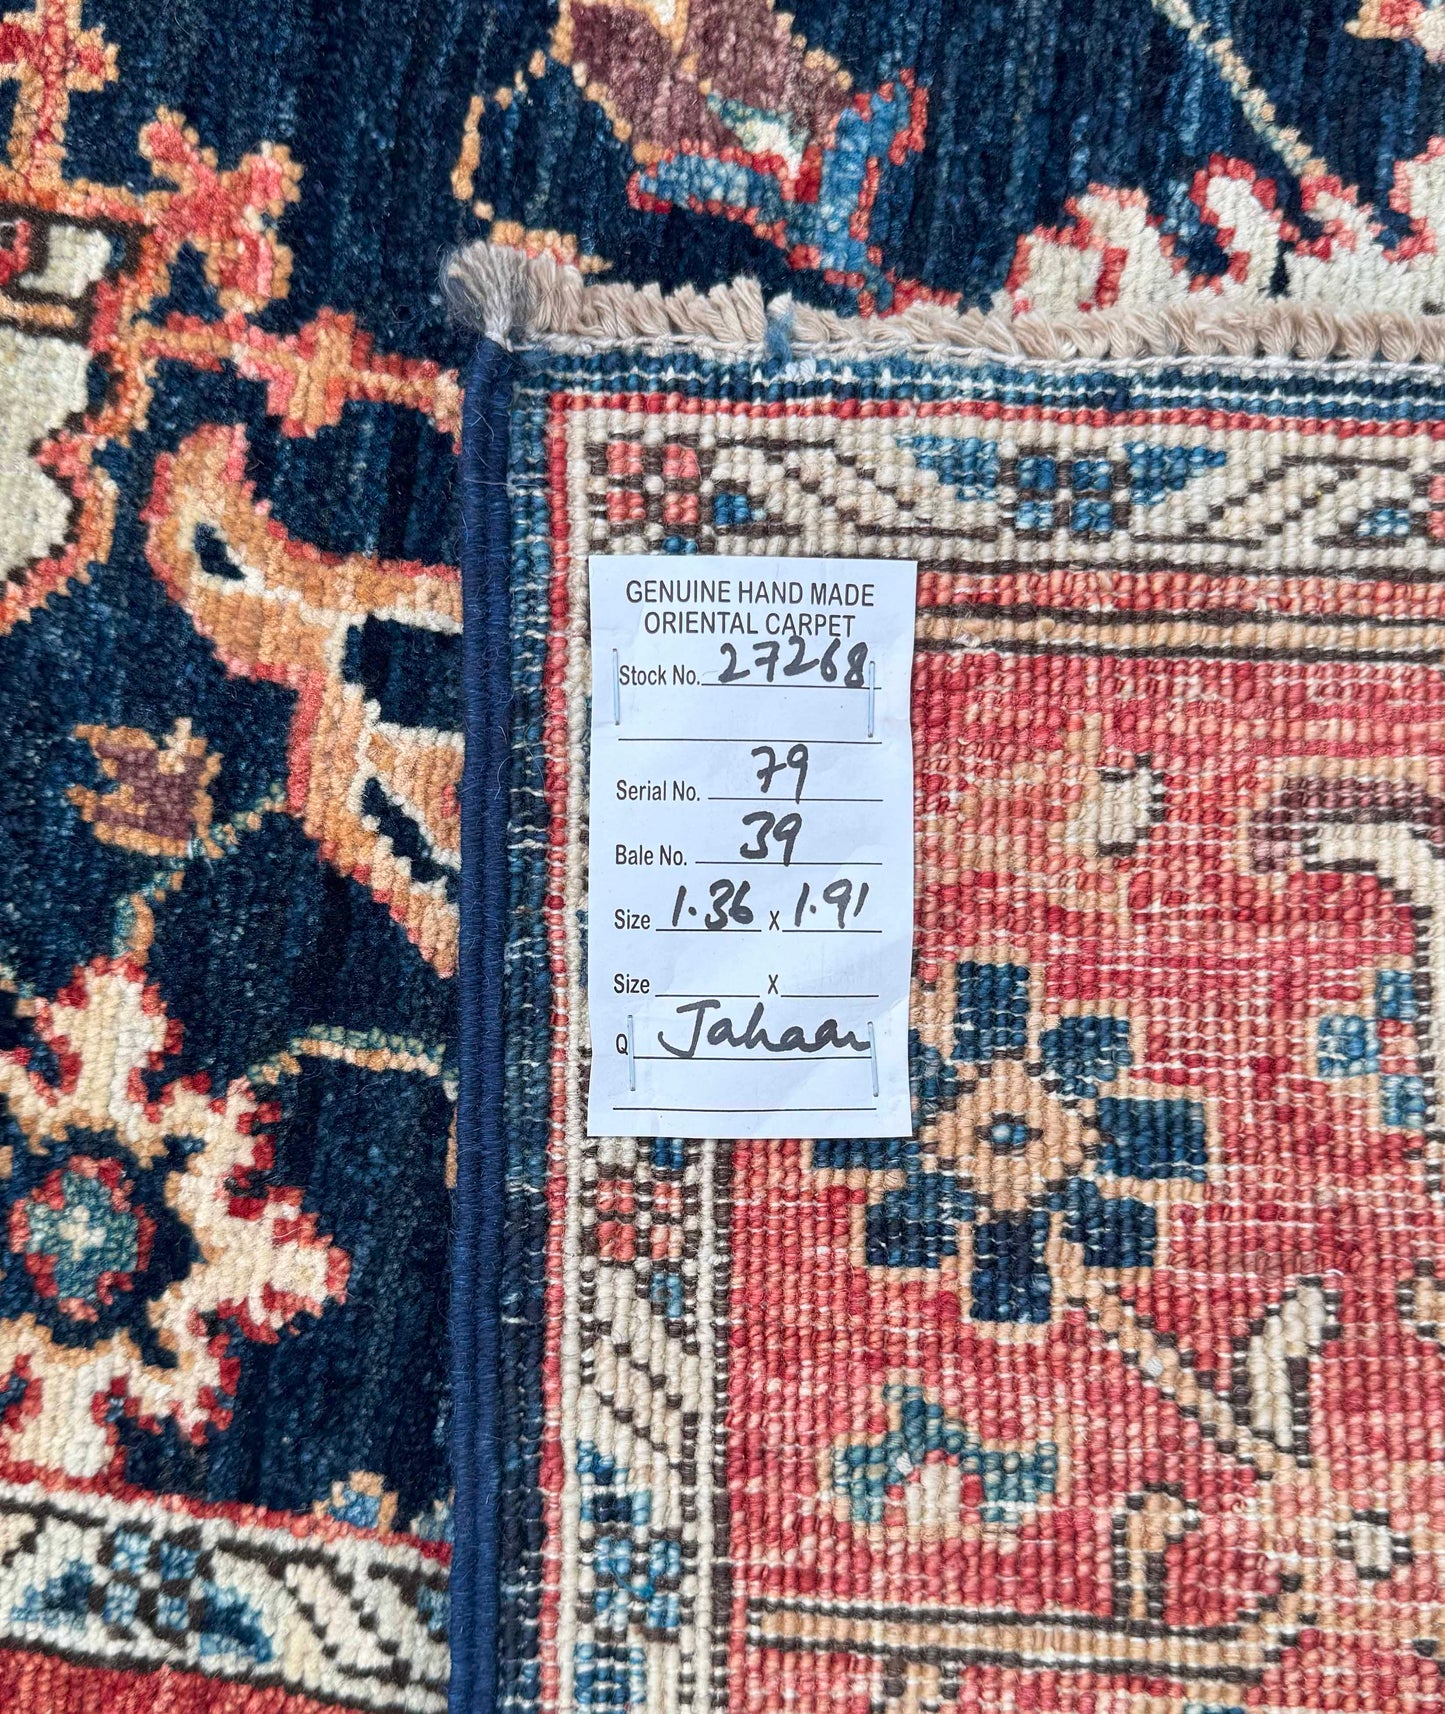 GENUINE HAND MADE
ORIENTAL CARPET
Stock No. 27268
Serial No. 79
Bale No. 39
Size 1.36 x 1.91
Size x
Q Jahaan